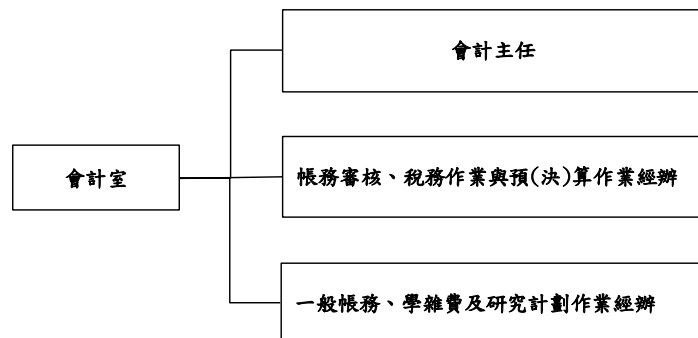 會計主任
會計室
帳務審核、稅務作業與預(決)算作業經辦
一般帳務、學雜費及研究計劃作業經辦